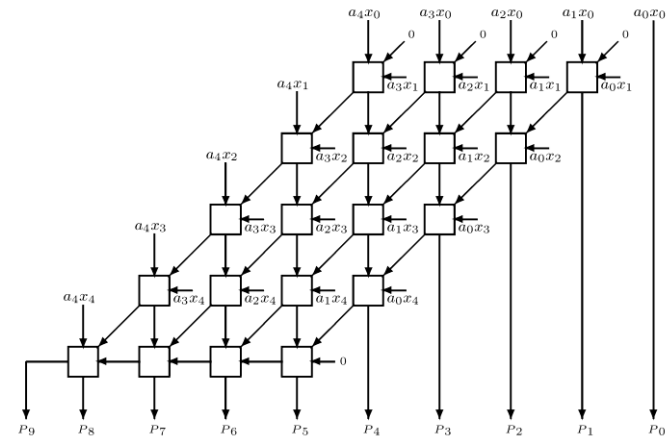 a₄x₀ a₃x₀ a₂x₀ a₁x₀ a₀x₀
0 0 0 0
a₄x₁ a₃x₁ a₂x₁ a₁x₁ a₀x₁
a₄x₂ a₃x₂ a₂x₂ a₁x₂ a₀x₂
a₄x₃ a₃x₃ a₂x₃ a₁x₃ a₀x₃
a₄x₄ a₃x₄ a₂x₄ a₁x₄ a₀x₄
0
P₉ P₈ P₇ P₆ P₅ P₄ P₃ P₂ P₁ P₀